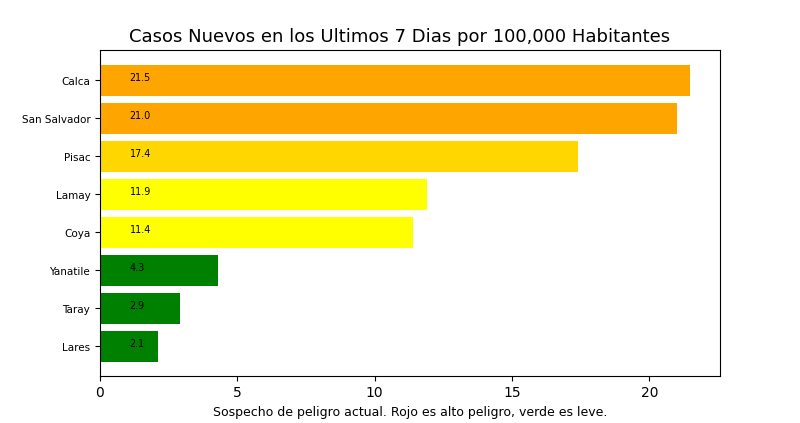 Casos Nuevos en los Ultimos 7 Dias por 100,000 Habitantes
Calca 21.5
San Salvador 21.0
Pisac 17.4
Lamay 11.9
Coya 11.4
Yanatile 4.3
Taray 2.9
Lares 2.1
0 5 10 15 20
Sospecho de peligro actual. Rojo es alto peligro, verde es leve.